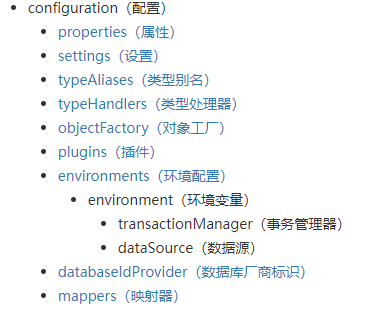 configuration（配置）
properties（属性）
settings（设置）
typeAliases（类型别名）
typeHandlers（类型处理器）
objectFactory（对象工厂）
plugins（插件）
environments（环境配置）
environment（环境变量）
transactionManager（事务管理器）
dataSource（数据源）
databaseIdProvider（数据库厂商标识）
mappers（映射器）